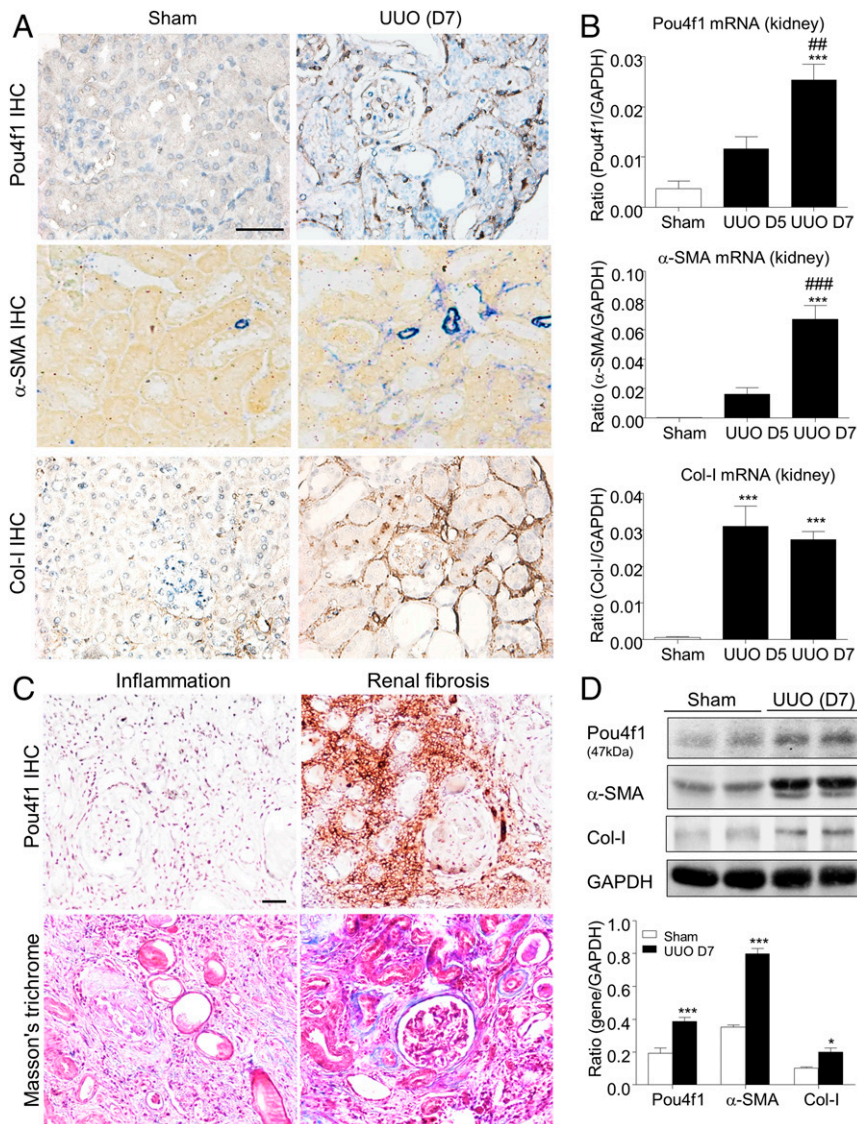 A
Sham
UUO (D7)
Pou4f1 IHC
α-SMA IHC
Col-I IHC
B
Pou4f1 mRNA (kidney)
Ratio (Pou4f1/GAPDH)
0.03
0.01
0.01
0.00
##
***
Sham
UUO D5
UUO D7
α-SMA mRNA (kidney)
Ratio (α-SMA/GAPDH)
0.10
0.08
0.06
0.04
0.02
0.00
###
***
Sham
UUO D5
UUO D7
Col-I mRNA (kidney)
Ratio (Col-I/GAPDH)
0.04
0.03
0.02
0.01
0.00
***
***
Sham
UUO D5
UUO D7
C
Inflammation
Renal fibrosis
Pou4f1 IHC
Masson's trichrome
D
Sham
UUO (D7)
Pou4f1
(47kDa)
α-SMA
Col-I
GAPDH
Ratio (gene/GAPDH)
Sham
UUO D7
1.0
0.8
0.6
0.4
0.2
0.0
***
***
*
Pou4f1
α-SMA
Col-I